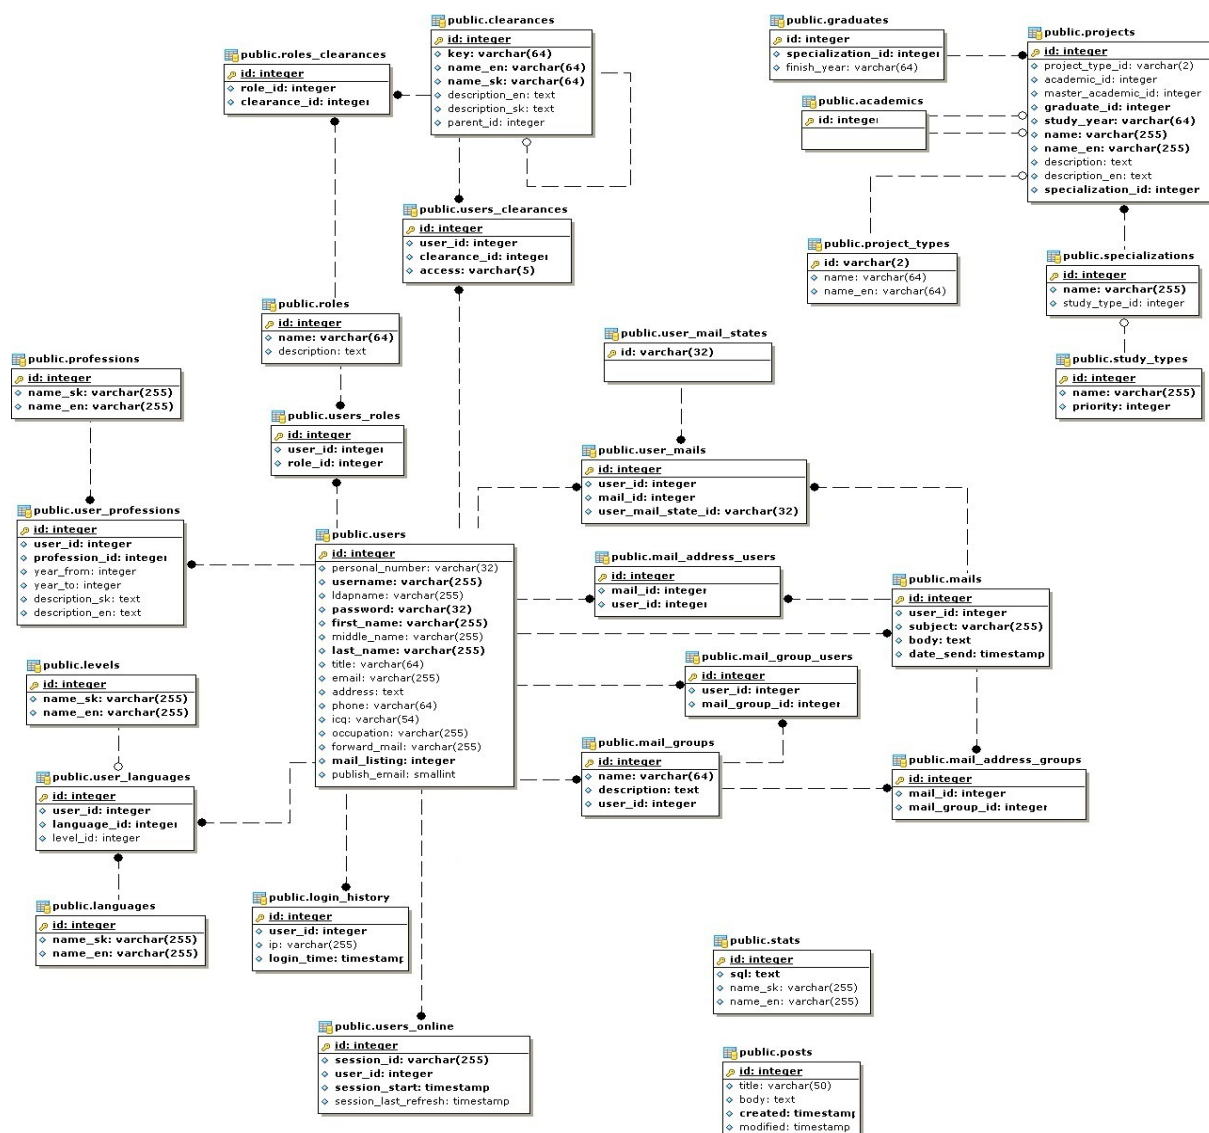 public.clearances
id: integer
key: varchar(64)
name_en: varchar(64)
name_sk: varchar(64)
description_en: text
description_sk: text
parent_id: integer
public.roles_clearances
id: integer
role_id: integer
clearance_id: integer
public.graduates
id: integer
specialization_id: integer
finish_year: varchar(64)
public.projects
id: integer
project_type_id: varchar(2)
academic_id: integer
master_academic_id: integer
graduate_id: integer
study_year: varchar(64)
name: varchar(255)
name_en: varchar(255)
description: text
description_en: text
specialization_id: integer
public.academics
id: integer
public.users_clearances
id: integer
user_id: integer
clearance_id: integer
access: varchar(5)
public.project_types
id: varchar(2)
name: varchar(64)
name_en: varchar(64)
public.specializations
id: integer
name: varchar(255)
study_type_id: integer
public.roles
id: integer
name: varchar(64)
description: text
public.user_mail_states
id: varchar(32)
public.study_types
id: integer
name: varchar(255)
priority: integer
public.professions
id: integer
name_sk: varchar(255)
name_en: varchar(255)
public.users_roles
id: integer
user_id: integer
role_id: integer
public.user_mails
id: integer
user_id: integer
mail_id: integer
user_mail_state_id: varchar(32)
public.user_professions
id: integer
user_id: integer
profession_id: integer
year_from: integer
year_to: integer
description_sk: text
description_en: text
public.users
id: integer
personal_number: varchar(32)
username: varchar(255)
ldapname: varchar(255)
password: varchar(32)
first_name: varchar(255)
middle_name: varchar(255)
last_name: varchar(255)
title: varchar(64)
email: varchar(255)
address: text
phone: varchar(64)
icq: varchar(54)
occupation: varchar(255)
forward_mail: varchar(255)
mail_listing: integer
publish_email: smallint
public.mail_address_users
id: integer
mail_id: integer
user_id: integer
public.mails
id: integer
user_id: integer
subject: varchar(255)
body: text
date_send: timestamp
public.mail_group_users
id: integer
user_id: integer
mail_group_id: integer
public.levels
id: integer
name_sk: varchar(255)
name_en: varchar(255)
public.mail_groups
id: integer
name: varchar(64)
description: text
user_id: integer
public.mail_address_groups
id: integer
mail_id: integer
mail_group_id: integer
public.user_languages
id: integer
user_id: integer
language_id: integer
level_id: integer
public.login_history
id: integer
user_id: integer
ip: varchar(255)
login_time: timestamp
public.languages
id: integer
name_sk: varchar(255)
name_en: varchar(255)
public.stats
id: integer
sql: text
name_sk: varchar(255)
name_en: varchar(255)
public.users_online
id: integer
session_id: varchar(255)
user_id: integer
session_start: timestamp
session_last_refresh: timestamp
public.posts
id: integer
title: varchar(50)
body: text
created: timestamp
modified: timestamp